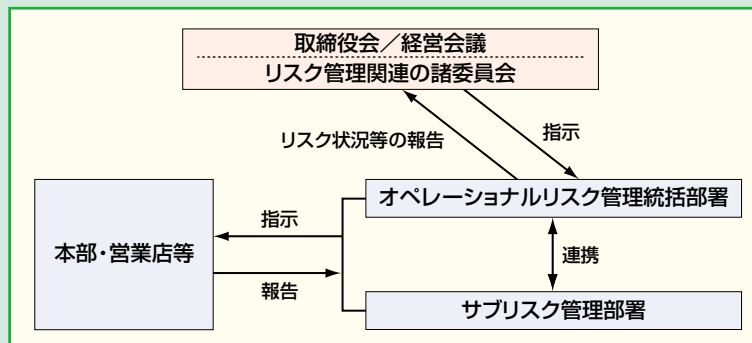 取締役会／経営会議
リスク管理関連の諸委員会
リスク状況等の報告
指示
オペレーショナルリスク管理統括部署
本部・営業店等
指示
報告
連携
サブリスク管理部署